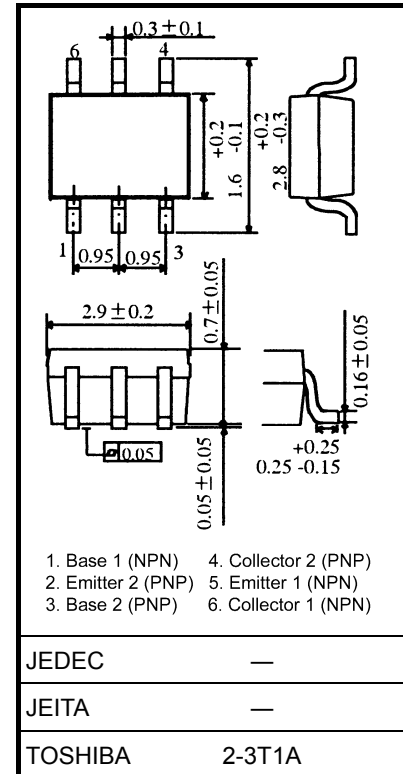 0.3±0.1
6 4
+0.2
1.6 -0.1
+0.2
2.8 -0.3
1 0.95 0.95 3
2.9±0.2
0.7±0.05
0.16±0.05
0.05
0.05±0.05
+0.25
0.25 -0.15
1. Base 1 (NPN) 4. Collector 2 (PNP)
2. Emitter 2 (PNP) 5. Emitter 1 (NPN)
3. Base 2 (PNP) 6. Collector 1 (NPN)
JEDEC —
JEITA —
TOSHIBA 2-3T1A